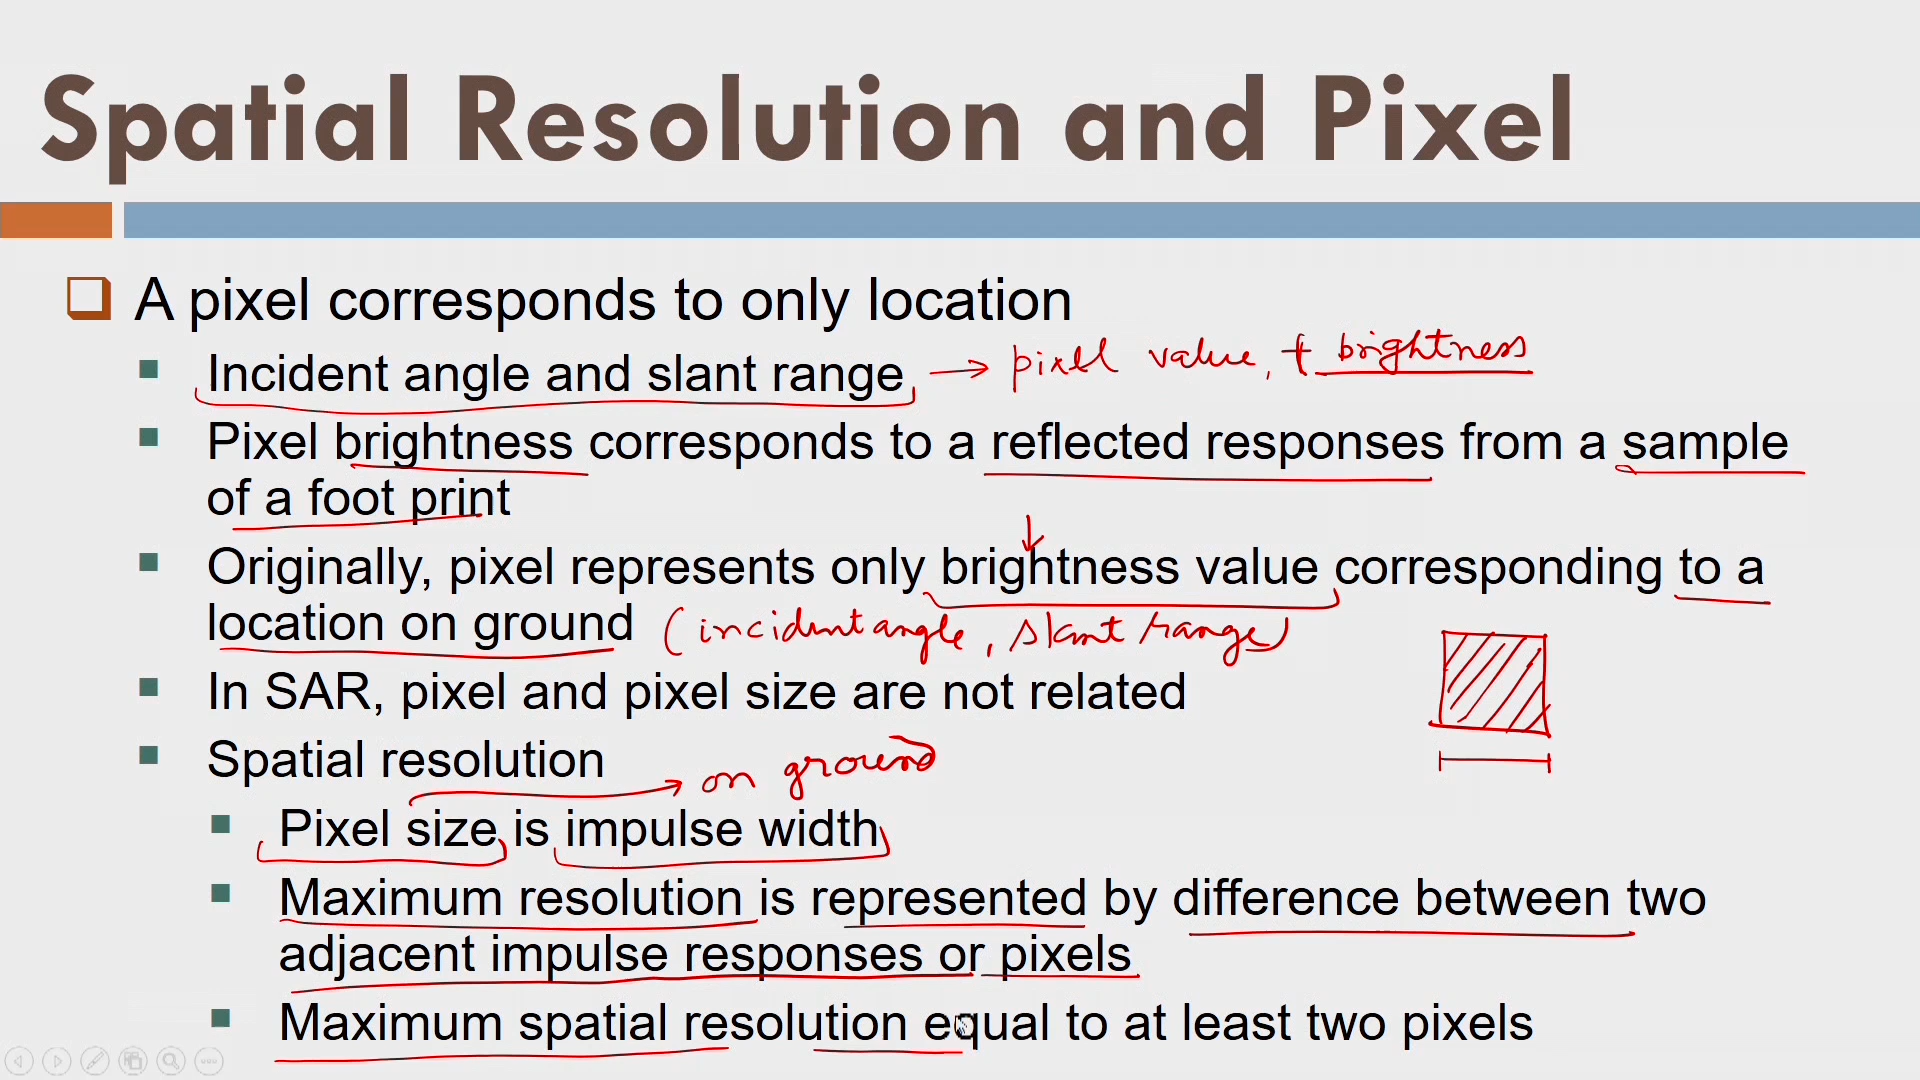 Spatial Resolution and Pixel
A pixel corresponds to only location
Incident angle and slant range → pixel value, + brightness
Pixel brightness corresponds to a reflected responses from a sample
of a foot print
Originally, pixel represents only brightness value corresponding to a
location on ground (incident angle, slant range)
In SAR, pixel and pixel size are not related
Spatial resolution → on ground
Pixel size is impulse width
Maximum resolution is represented by difference between two
adjacent impulse responses or pixels
Maximum spatial resolution equal to at least two pixels